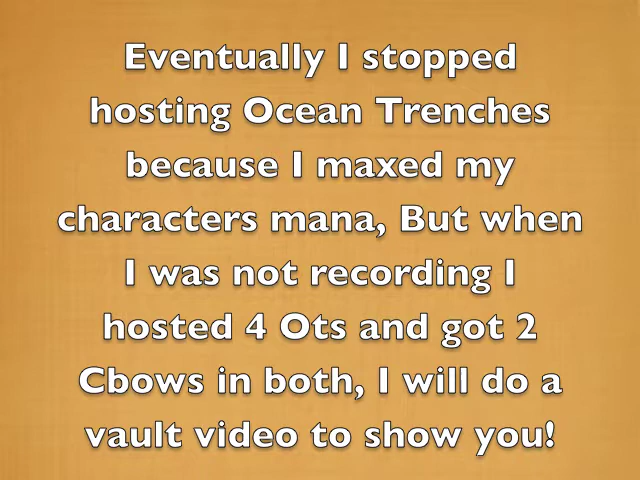 Eventually I stopped
hosting Ocean Trenches
because I maxed my
characters mana, But when
I was not recording I
hosted 4 Ots and got 2
Cbows in both, I will do a
vault video to show you!